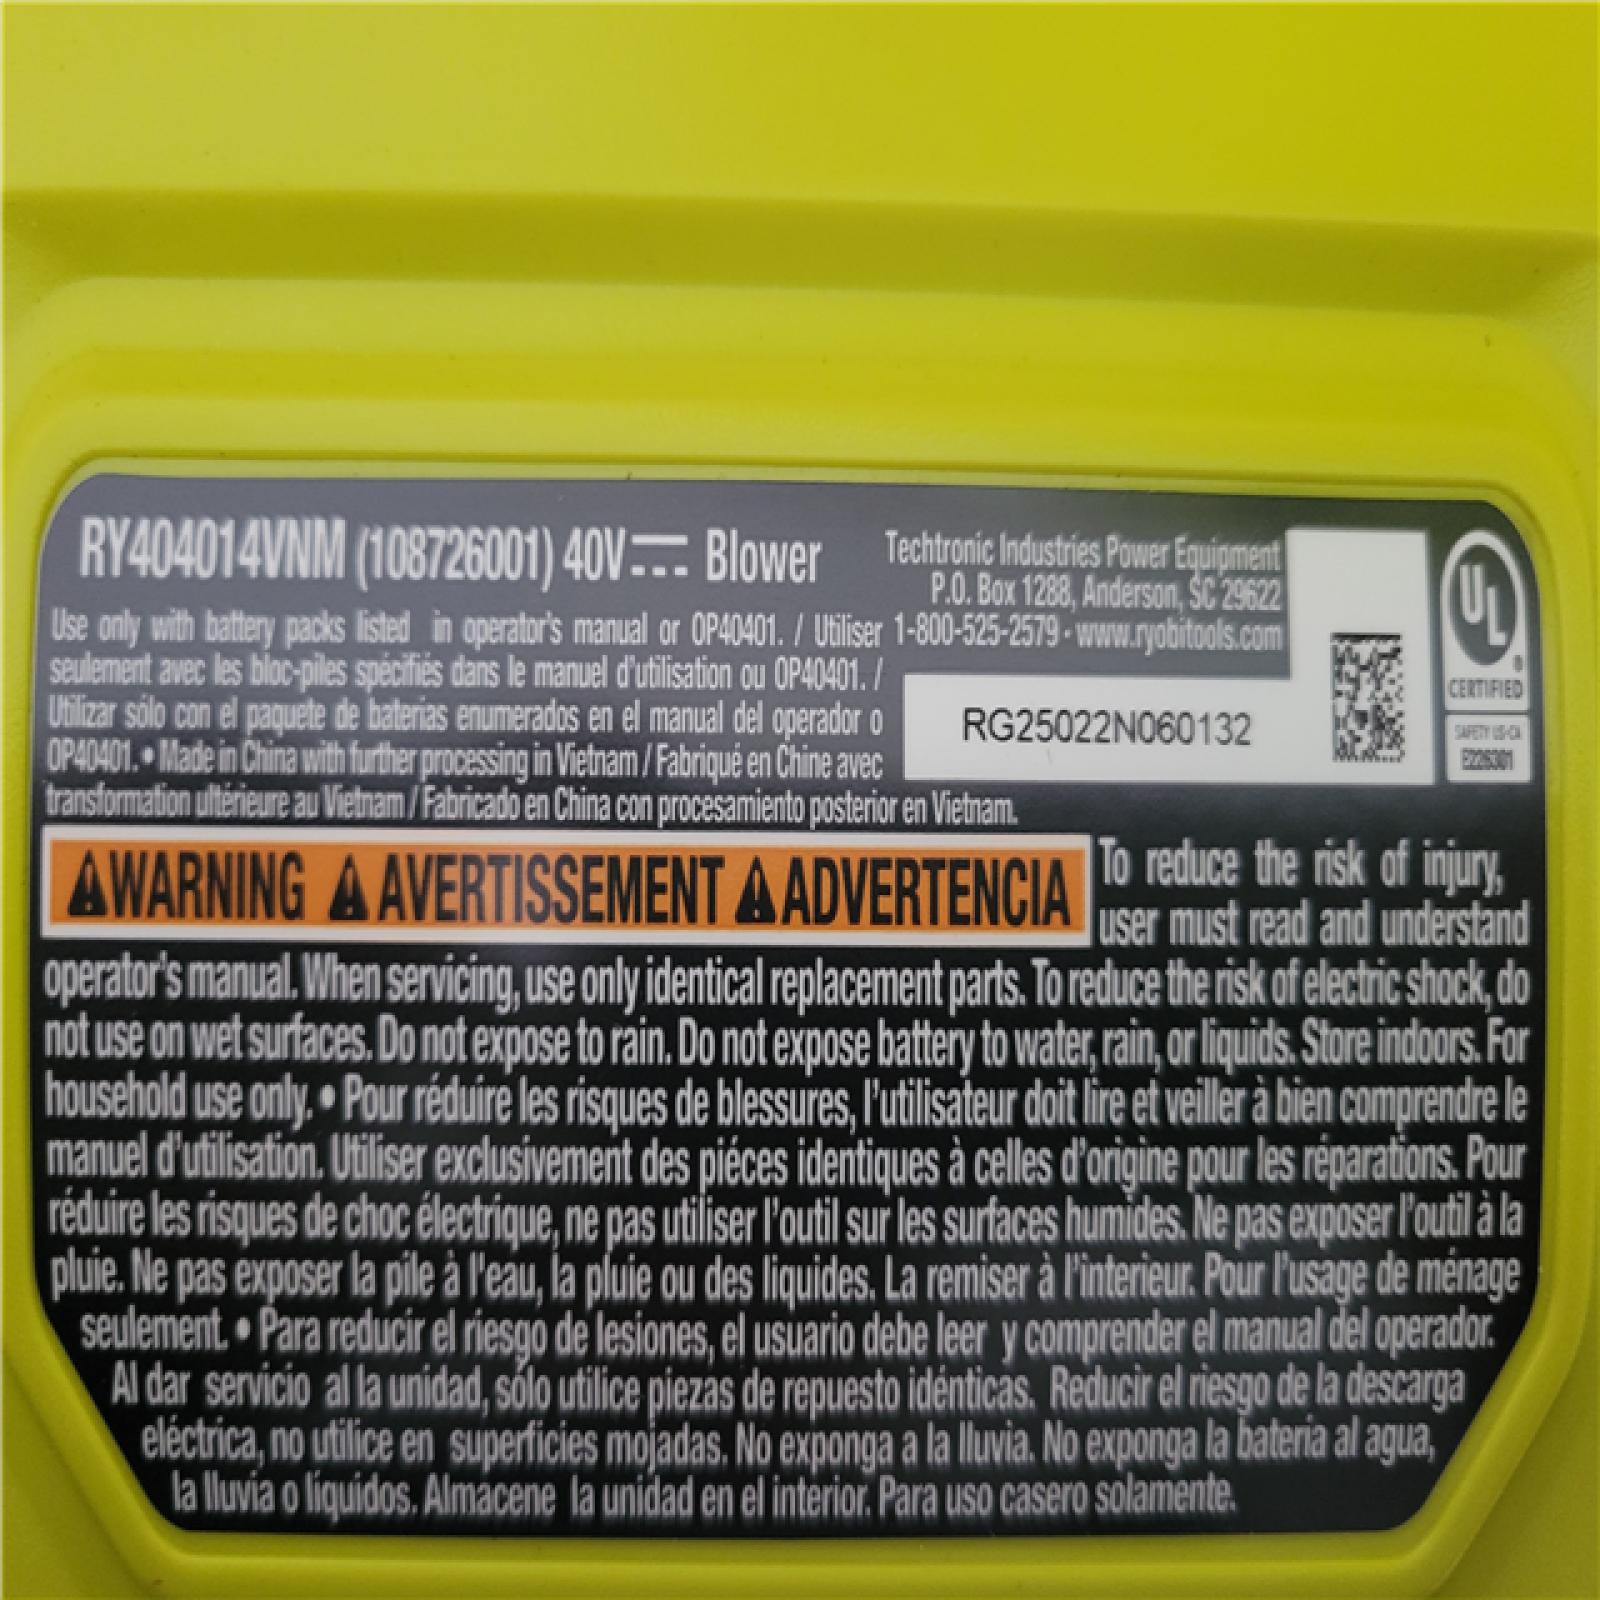 RY404014VNM (108726001) 40V Blower
Use only with battery packs listed in operator's manual or OP40401. / Utiliser
seulement avec les bloc-piles spécifiés dans le manuel d'utilisation ou OP40401. /
Utilizar sólo con el paquete de baterias enumerados en el manual del operador o
OP40401. • Made in China with further processing in Vietnam / Fabriqué en Chine avec
transformation ultérieure au Vietnam / Fabricado en China con procesamiento posterior en Vietnam.
Techtronic Industries Power Equipment
P.O. Box 1288, Anderson, SC 29622
1-800-525-2579 · www.ryobitools.com
RG25022N060132
UL
®
CERTIFIED
SAFETY US-CA
E226301
WARNING AVERTISSEMENT ADVERTENCIA
To reduce the risk of injury,
user must read and understand
operator's manual. When servicing, use only identical replacement parts. To reduce the risk of electric shock, do
not use on wet surfaces. Do not expose to rain. Do not expose battery to water, rain, or liquids. Store indoors. For
household use only. • Pour réduire les risques de blessures, l'utilisateur doit lire et veiller à bien comprendre le
manuel d'utilisation. Utiliser exclusivement des piéces identiques à celles d'origine pour les réparations. Pour
réduire les risques de choc électrique, ne pas utiliser l'outil sur les surfaces humides. Ne pas exposer l'outil à la
pluie. Ne pas exposer la pile à l'eau, la pluie ou des liquides. La remiser à l'interieur. Pour l'usage de ménage
seulement. • Para reducir el riesgo de lesiones, el usuario debe leer y comprender el manual del operador.
Al dar servicio al la unidad, sólo utilice piezas de repuesto idénticas. Reducir el riesgo de la descarga
eléctrica, no utilice en superficies mojadas. No exponga a la lluvia. No exponga la batería al agua,
la lluvia o líquidos. Almacene la unidad en el interior. Para uso casero solamente.